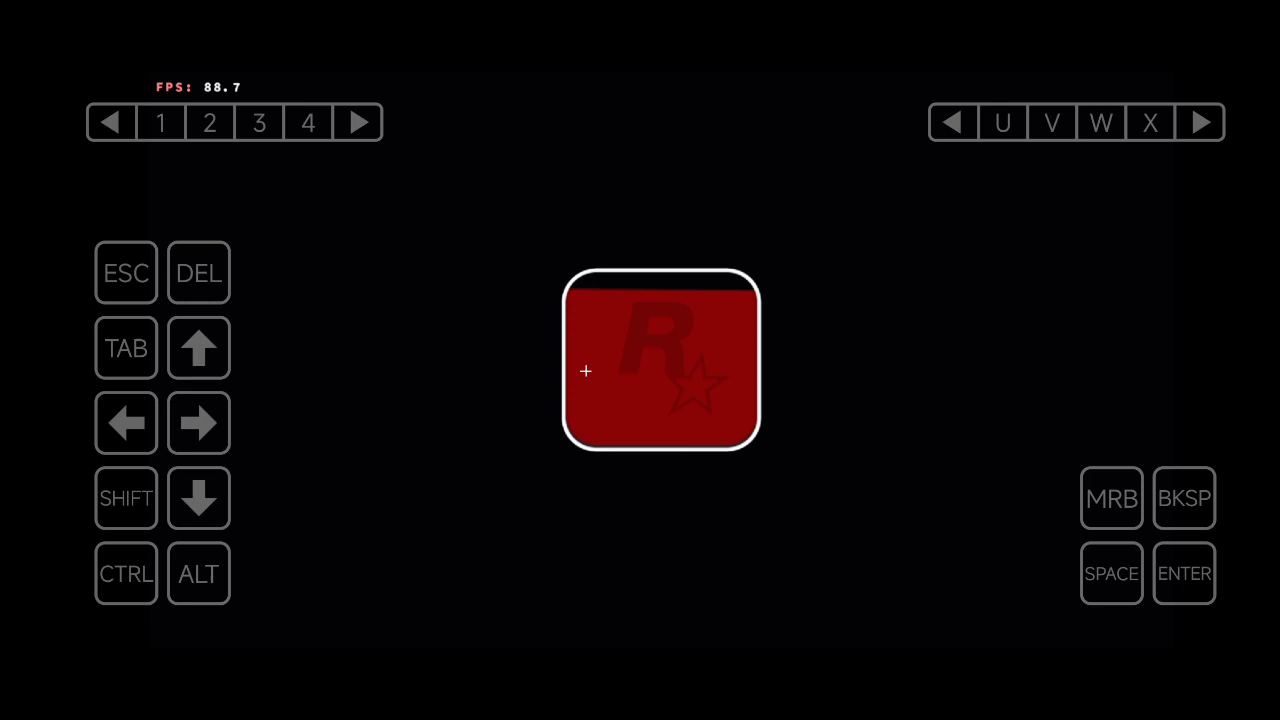 FPS: 88.7
1 2 3 4
U V W X
ESC DEL
TAB
SHIFT
CTRL ALT
R
MRB BKSP
SPACE ENTER